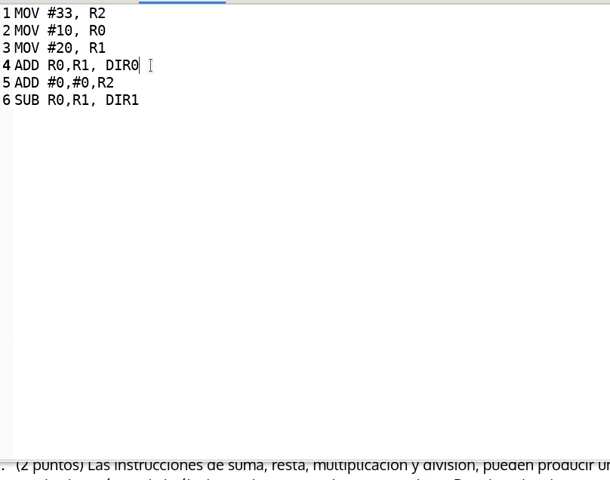 1 MOV #33, R2
2 MOV #10, R0
3 MOV #20, R1
4 ADD R0,R1, DIR0
5 ADD #0,#0,R2
6 SUB R0,R1, DIR1
. (2 puntos) Las instrucciones de suma, resta, multiplicación y división, pueden producir un